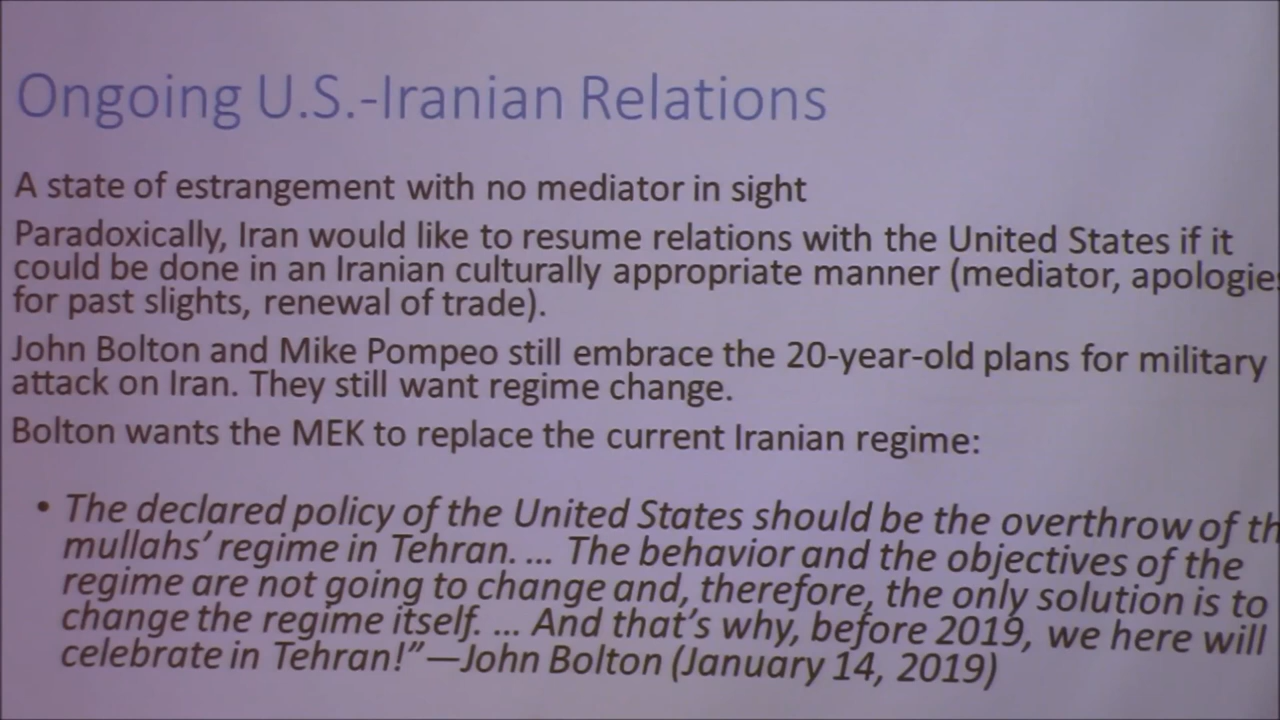 Ongoing U.S.-Iranian Relations
A state of estrangement with no mediator in sight
Paradoxically, Iran would like to resume relations with the United States if it
could be done in an Iranian culturally appropriate manner (mediator, apologie
for past slights, renewal of trade).
John Bolton and Mike Pompeo still embrace the 20-year-old plans for military
attack on Iran. They still want regime change.
Bolton wants the MEK to replace the current Iranian regime:
• The declared policy of the United States should be the overthrow of th
mullahs’ regime in Tehran. ... The behavior and the objectives of the
regime are not going to change and, therefore, the only solution is to
change the regime itself. ... And that’s why, before 2019, we here will
celebrate in Tehran!”—John Bolton (January 14, 2019)